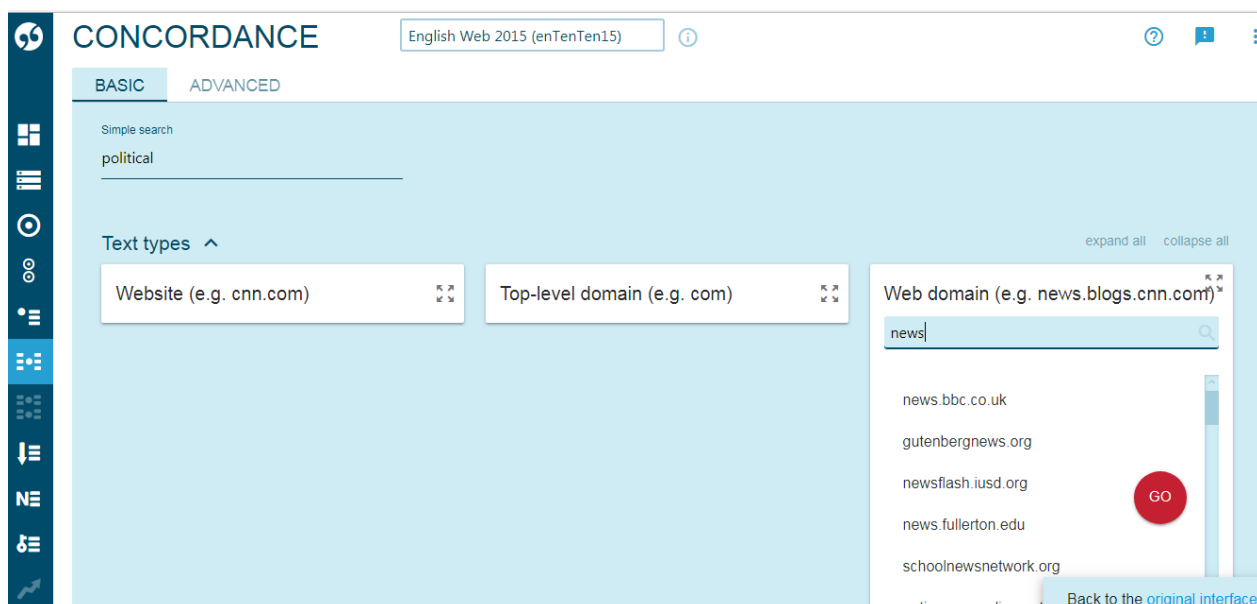 CONCORDANCE
English Web 2015 (enTenTen15)
BASIC
ADVANCED
Simple search
political
Text types
expand all
collapse all
Website (e.g. cnn.com)
Top-level domain (e.g. com)
Web domain (e.g. news.blogs.cnn.com)
news
news.bbc.co.uk
gutenbergnews.org
newsflash.iusd.org
GO
news.fullerton.edu
schoolnewsnetwork.org
Back to the original interface